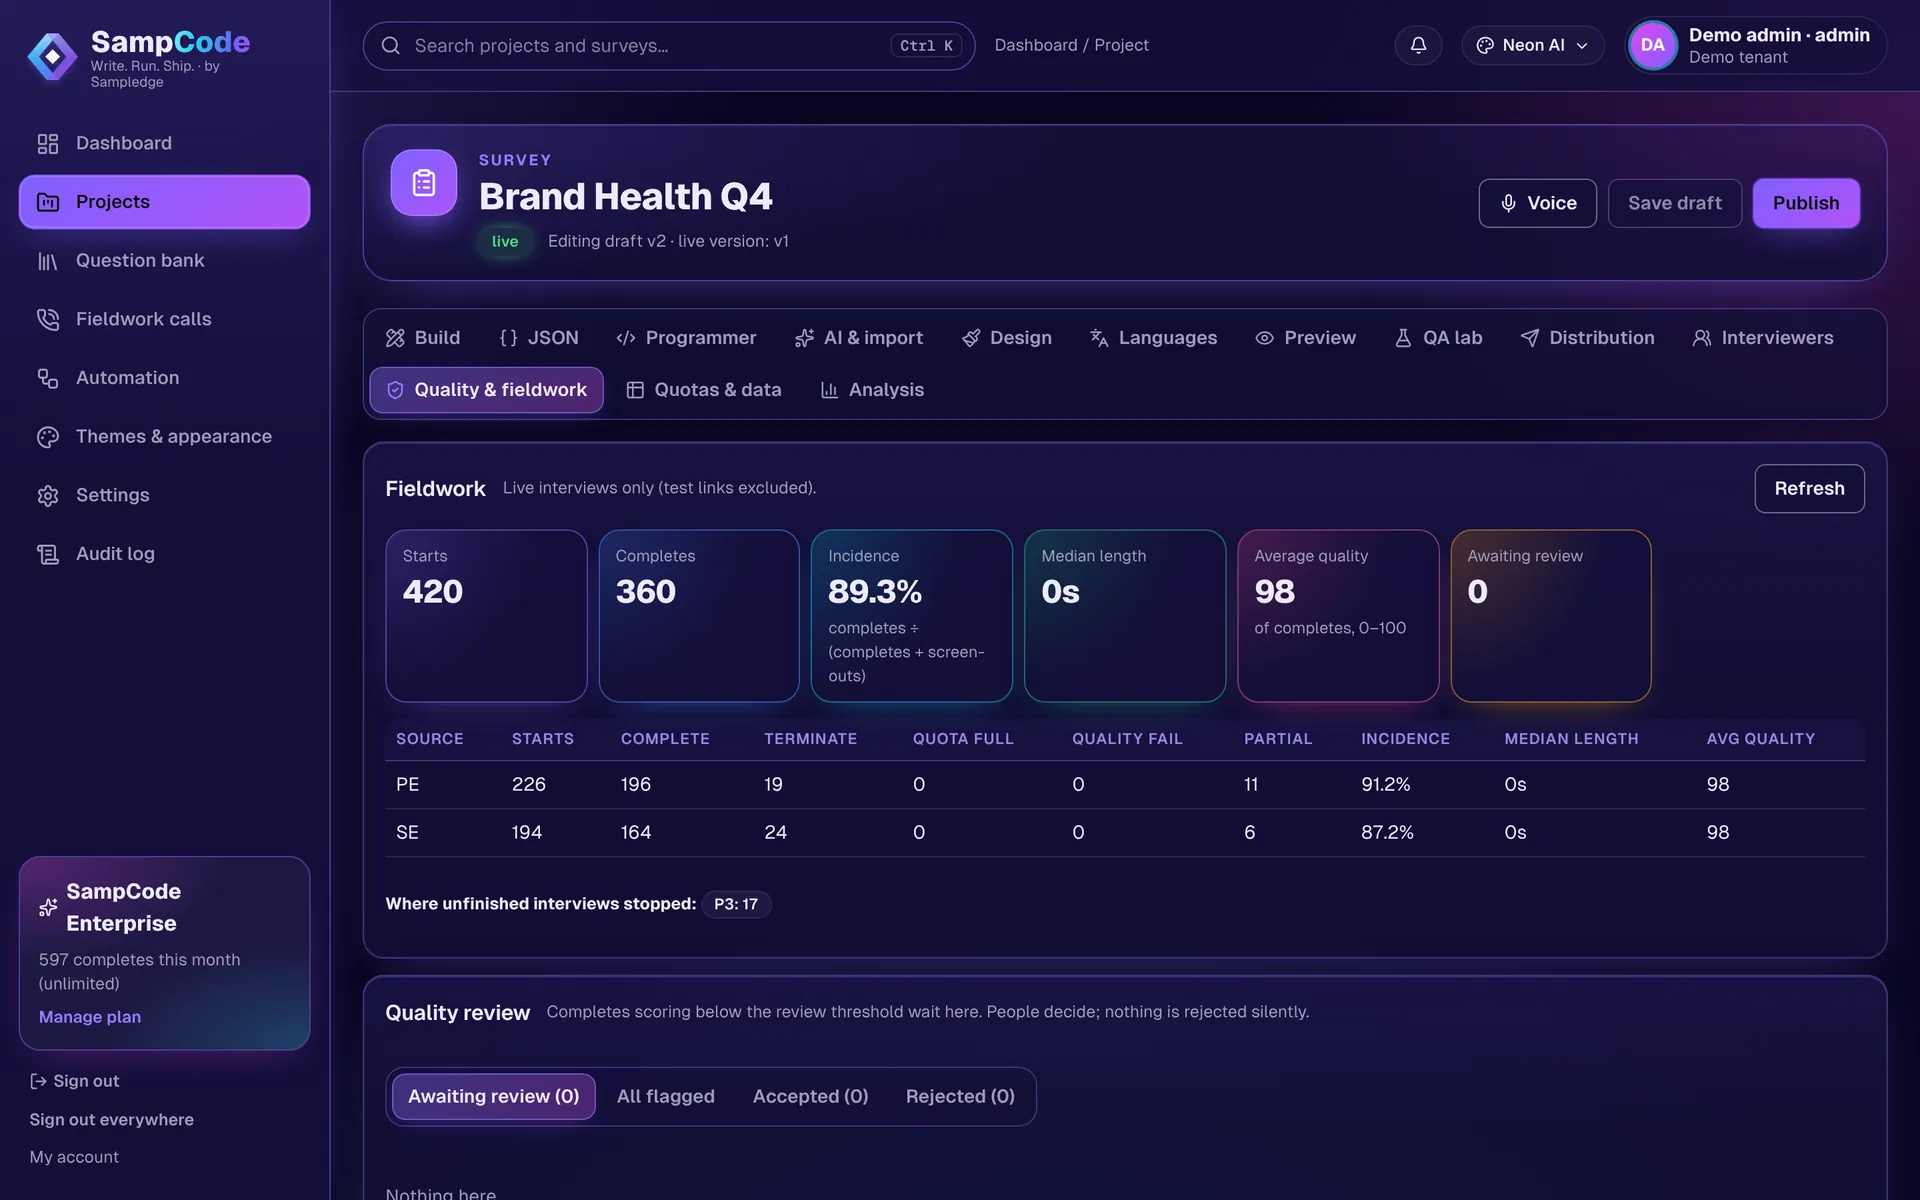 SampCode
Write. Run. Ship. · by
Sampledge
Search projects and surveys...
Ctrl K
Dashboard / Project
Neon AI
DA
Demo admin · admin
Demo tenant
Dashboard
Projects
Question bank
Fieldwork calls
Automation
Themes & appearance
Settings
Audit log
SampCode
Enterprise
597 completes this month
(unlimited)
Manage plan
Sign out
Sign out everywhere
My account
SURVEY
Brand Health Q4
live
Editing draft v2 · live version: v1
Voice
Save draft
Publish
Build
{ } JSON
</> Programmer
AI & import
Design
Languages
Preview
QA lab
Distribution
Interviewers
Quality & fieldwork
Quotas & data
Analysis
Fieldwork
Live interviews only (test links excluded).
Refresh
Starts
420
Completes
360
Incidence
89.3%
completes ÷
(completes + screen-
outs)
Median length
0s
Average quality
98
of completes, 0–100
Awaiting review
0
SOURCE STARTS COMPLETE TERMINATE QUOTA FULL QUALITY FAIL PARTIAL INCIDENCE MEDIAN LENGTH AVG QUALITY
PE 226 196 19 0 0 11 91.2% 0s 98
SE 194 164 24 0 0 6 87.2% 0s 98
Where unfinished interviews stopped: P3: 17
Quality review
Completes scoring below the review threshold wait here. People decide; nothing is rejected silently.
Awaiting review (0)
All flagged
Accepted (0)
Rejected (0)
Nothing here